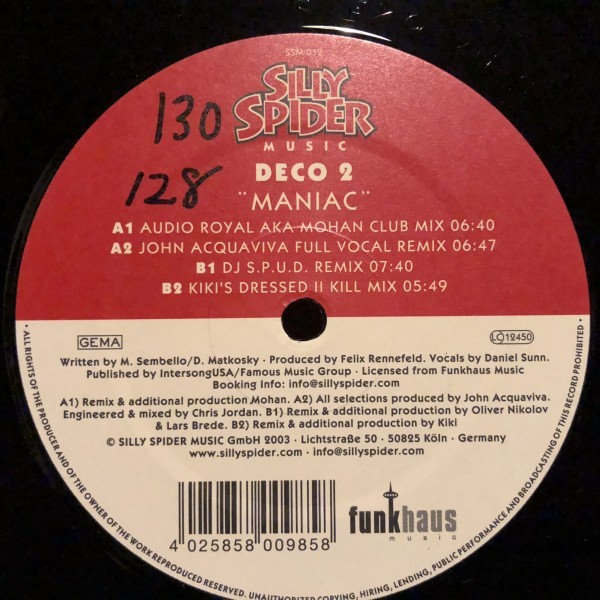 SSM 032
130
SILLY
SPIDER
MUSIC
128
DECO 2
"MANIAC"
A1 AUDIO ROYAL AKA MOHAN CLUB MIX 06:40
A2 JOHN ACQUAVIVA FULL VOCAL REMIX 06:47
B1 DJ S.P.U.D. REMIX 07:40
B2 KIKI'S DRESSED II KILL MIX 05:49
GEMA
LC 12450
Written by M. Sembello/D. Matkosky · Produced by Felix Rennefeld. Vocals by Daniel Sunn.
Published by IntersongUSA/Famous Music Group · Licensed from Funkhaus Music
Booking Info: info@sillyspider.com
A1) Remix & additional production Mohan. A2) All selections produced by John Acquaviva.
Engineered & mixed by Chris Jordan. B1) Remix & additional production by Oliver Nikolov
& Lars Brede. B2) Remix & additional production by Kiki
© SILLY SPIDER MUSIC GmbH 2003 · Lichtstraße 50 · 50825 Köln · Germany
www.sillyspider.com · info@sillyspider.com
4 025858 009858
funkhaus
music
· ALL RIGHTS OF THE PRODUCER AND OF THE OWNER OF THE WORK REPRODUCED RESERVED. UNAUTHORIZED COPYING, HIRING, LENDING, PUBLIC PERFORMANCE AND BROADCASTING OF THIS RECORD PROHIBITED ·